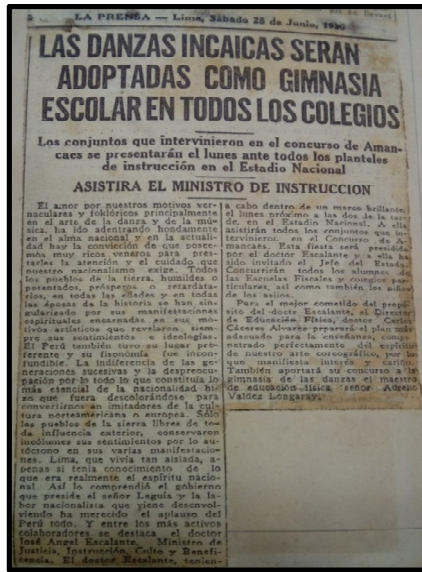 LA PRENSA — Lima, Sábado 28 de Junio, 1930
LAS DANZAS INCAICAS SERAN
ADOPTADAS COMO GIMNASIA
ESCOLAR EN TODOS LOS COLEGIOS
Los conjuntos que intervinieron en el concurso de Aman-
caes se presentarán el lunes ante todos los planteles
de instrucción en el Estadio Nacional
ASISTIRA EL MINISTRO DE INSTRUCCION
El amor por nuestros motivos ver-
naculares y foklóricos principalmente
en el arte de la danza y de la mú-
sica, ha ido adentrando hondamente
en el alma nacional y en la actuali-
dad hay la convicción de que posee-
mos muy ricos veneros para prés-
tarles la atención y el cuidado que
nuestro nacionalismo exige. Todos
los pueblos de la tierra, humildes o
potentados, prósperos o retardata-
rios, en todas las edades y en todas
las épocas de la historia se han sin-
gularizado por sus manifestaciones
espirituales ensenadas en sus mo-
tivos artísticos que revelaron siem-
pre sus sentimientos e ideologías.
El Perú también tuvo su lugar pre-
ferente y su fisonomía fue incon-
fundible. La indiferencia de las ge-
neraciones sucesivas y la despreocu-
pación por todo lo que constituía lo
más esencial de la nacionalidad hi-
zo que fuera descolorándose para
convertirnos en imitadores de la cul-
tura norteamericana o europea. Sólo
los pueblos de la sierra libres de to-
da influencia exterior, conservaron
incólumes sus sentimientos por lo au-
tóctono en sus varias manifestacio-
nes. Lima, que vivía tan aislada, a-
penas si tenía conocimiento de lo
que era realmente el espíritu nacio-
nal. Así lo comprendió el gobierno
que preside el señor Leguía y la la-
bor nacionalista que viene desenvol-
viendo ha merecido el aplauso del
Perú todo. Y entre los más activos
colaboradores se destaca el doctor
José Angel Escalante, Ministro de
Justicia, Instrucción, Culto y Benefi-
cencia. El doctor Escalante,
a cabo dentro de un marco brillante,
el lunes próximo a las dos de la tarde,
en el Estadio Nacional. A ella
asistirán todos los conjuntos que in-
tervinieron, en el Concurso de A-
mancaes. Esta fiesta será presidida
por el doctor Escalante y a ella ha
sido invitado el Jefe del Estado.
Concurrirán todos los alumnos de
las Escuelas Fiscales y colegios par-
ticulares, así como también los niños
de los asilos.
Para el mejor cometido del propó-
sito del doctor Escalante, el Director
de Educación Física, doctor Carlos
Cáceres Alvarez preparará el plan más
adecuado para la enseñanza, compe-
netrado perfectamente del espíritu
de nuestro arte coreográfico, por lo
que manifiesta interés y cariño.
También aportará su concurso a la
gimnasia de las danzas el maestro
de educación física señor Aurelio
Valdez Longaray.